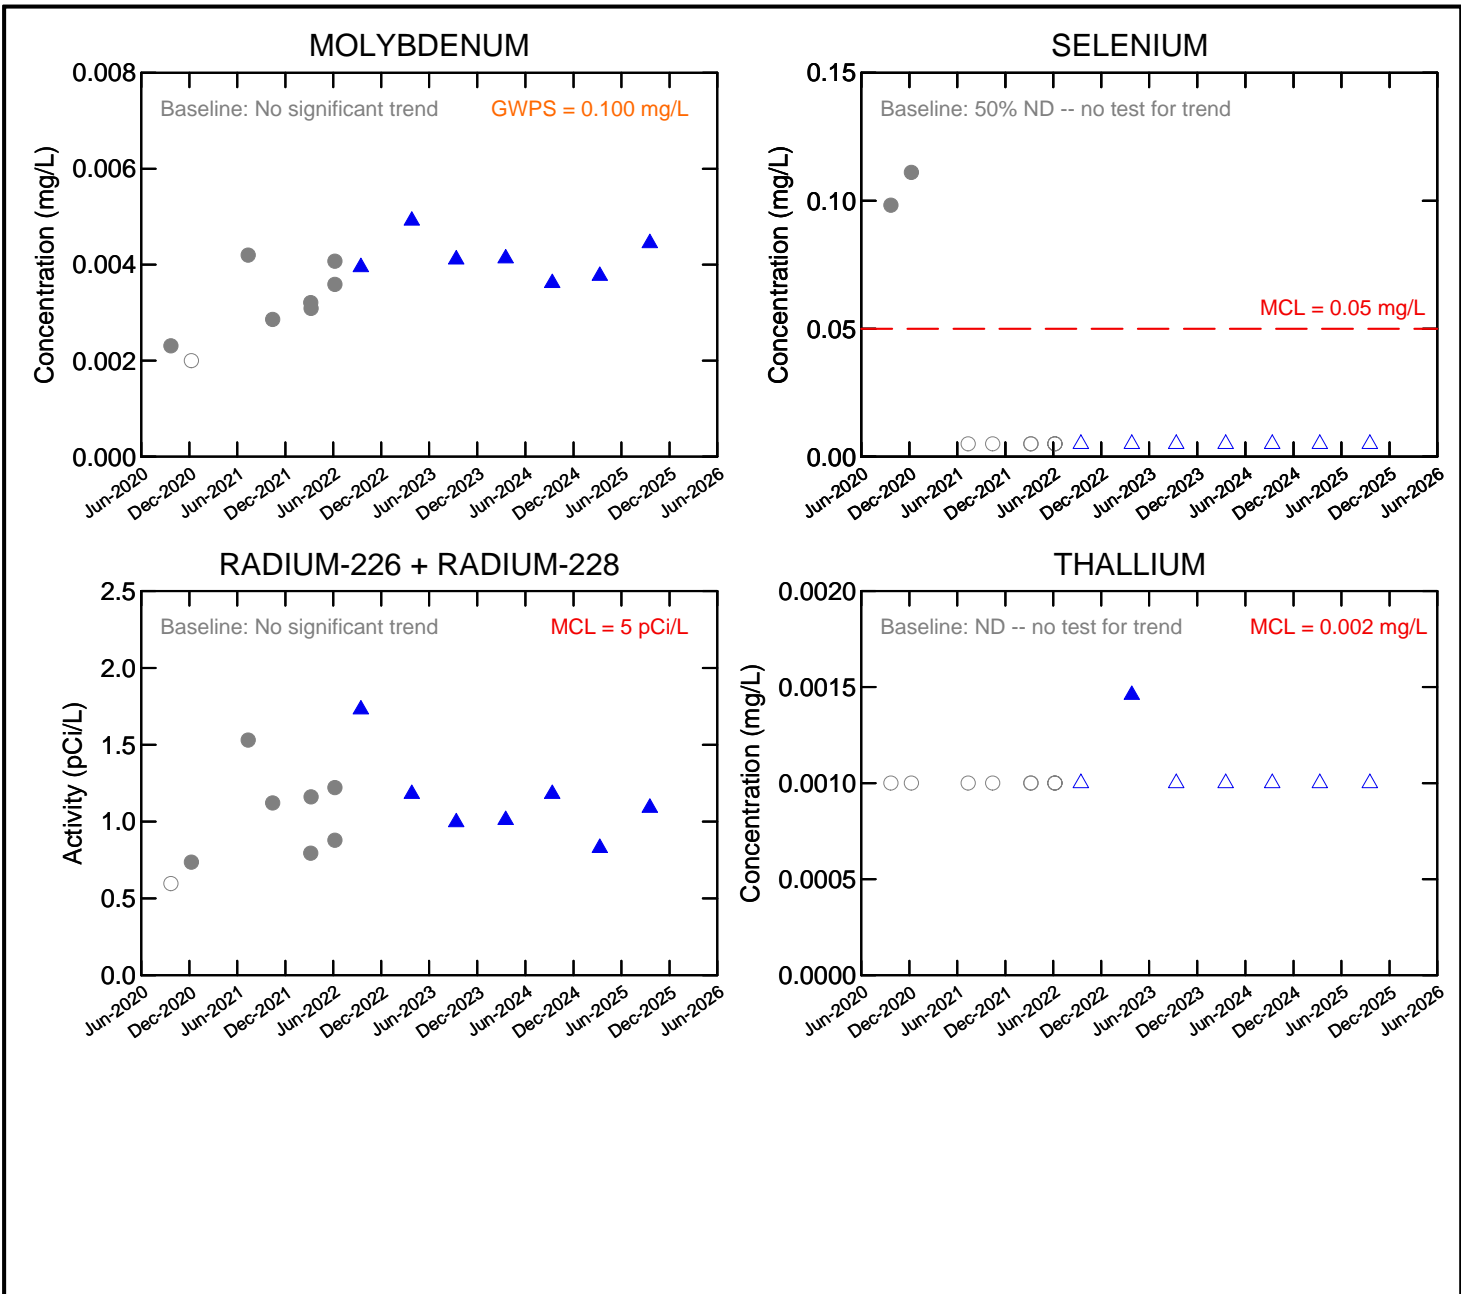 MOLYBDENUM
Baseline: No significant trend
GWPS = 0.100 mg/L
Concentration (mg/L)
0.008
0.006
0.004
0.002
0.000
Jun-2020
Dec-2020
Jun-2021
Dec-2021
Jun-2022
Dec-2022
Jun-2023
Dec-2023
Jun-2024
Dec-2024
Jun-2025
Dec-2025
Jun-2026
SELENIUM
Baseline: 50% ND -- no test for trend
MCL = 0.05 mg/L
Concentration (mg/L)
0.15
0.10
0.05
0.00
Jun-2020
Dec-2020
Jun-2021
Dec-2021
Jun-2022
Dec-2022
Jun-2023
Dec-2023
Jun-2024
Dec-2024
Jun-2025
Dec-2025
Jun-2026
RADIUM-226 + RADIUM-228
Baseline: No significant trend
MCL = 5 pCi/L
Activity (pCi/L)
2.5
2.0
1.5
1.0
0.5
0.0
Jun-2020
Dec-2020
Jun-2021
Dec-2021
Jun-2022
Dec-2022
Jun-2023
Dec-2023
Jun-2024
Dec-2024
Jun-2025
Dec-2025
Jun-2026
THALLIUM
Baseline: ND -- no test for trend
MCL = 0.002 mg/L
Concentration (mg/L)
0.0020
0.0015
0.0010
0.0005
0.0000
Jun-2020
Dec-2020
Jun-2021
Dec-2021
Jun-2022
Dec-2022
Jun-2023
Dec-2023
Jun-2024
Dec-2024
Jun-2025
Dec-2025
Jun-2026